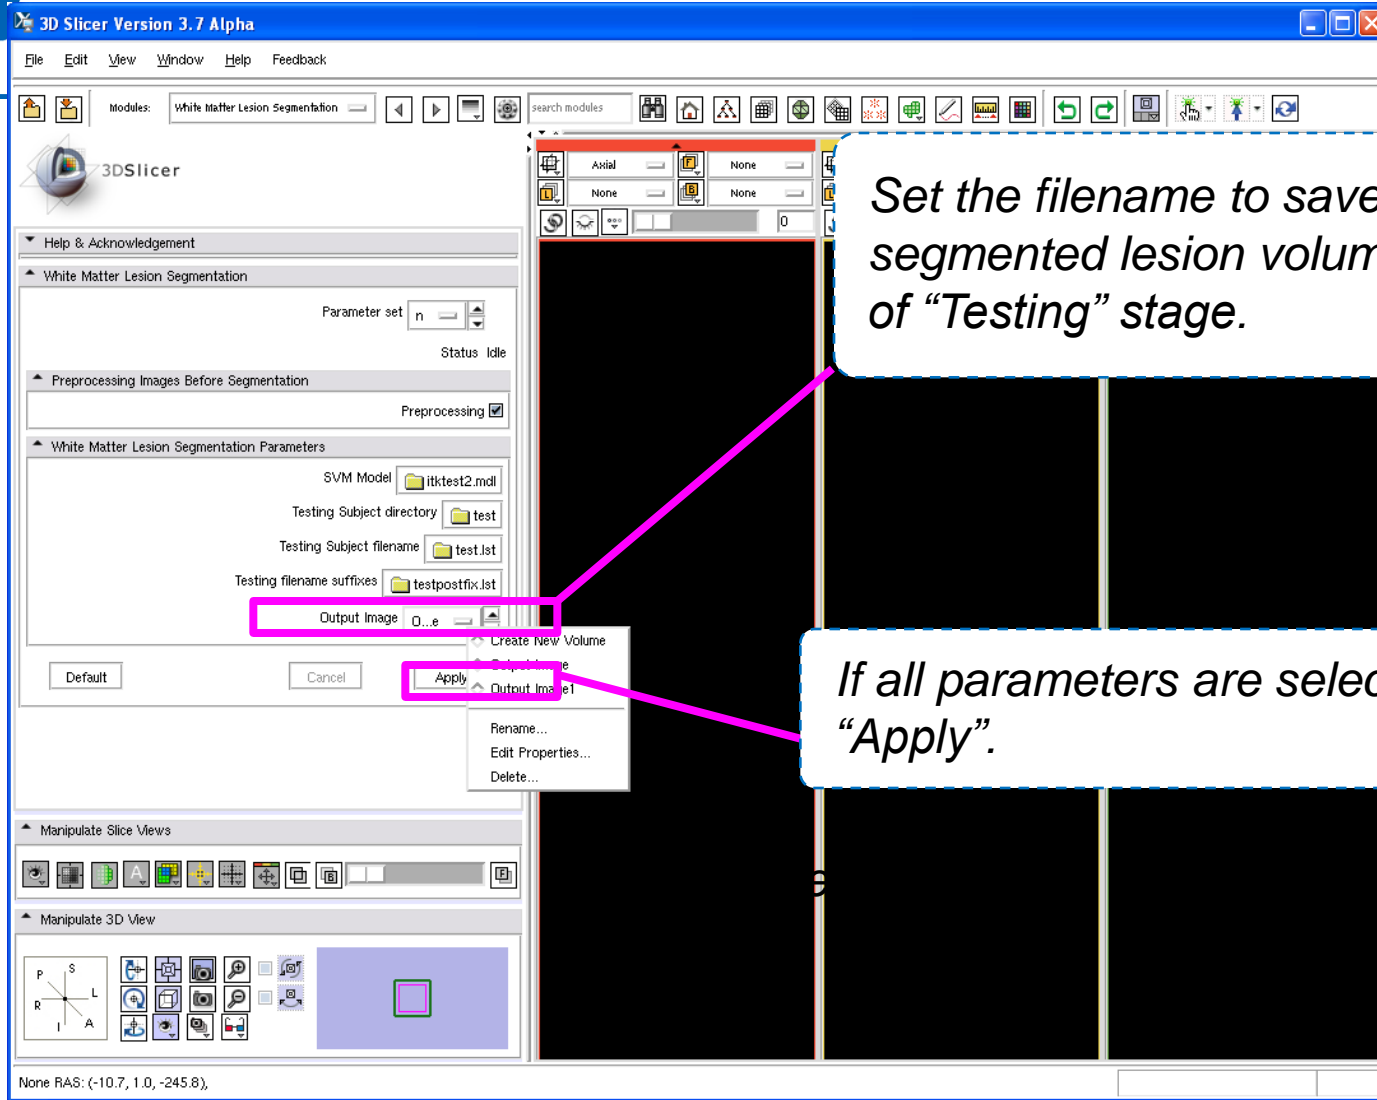 3D Slicer Version 3.7 Alpha
File Edit View Window Help Feedback
Modules: White Matter Lesion Segmentation search modules
3DSlicer
Axial None
None None
0
Help & Acknowledgement
White Matter Lesion Segmentation
Parameter set n
Status Idle
Preprocessing Images Before Segmentation
Preprocessing
White Matter Lesion Segmentation Parameters
SVM Model itktest2.mdl
Testing Subject directory test
Testing Subject filename test.lst
Testing filename suffixes testpostfix.lst
Output Image O...e
Create New Volume
Output Image
Output Image1
Rename...
Edit Properties...
Delete...
Default Cancel Apply
Set the filename to save
segmented lesion volum
of “Testing” stage.
If all parameters are selec
“Apply”.
Manipulate Slice Views
Manipulate 3D View
P S L R I A
None RAS: (-10.7, 1.0, -245.8),